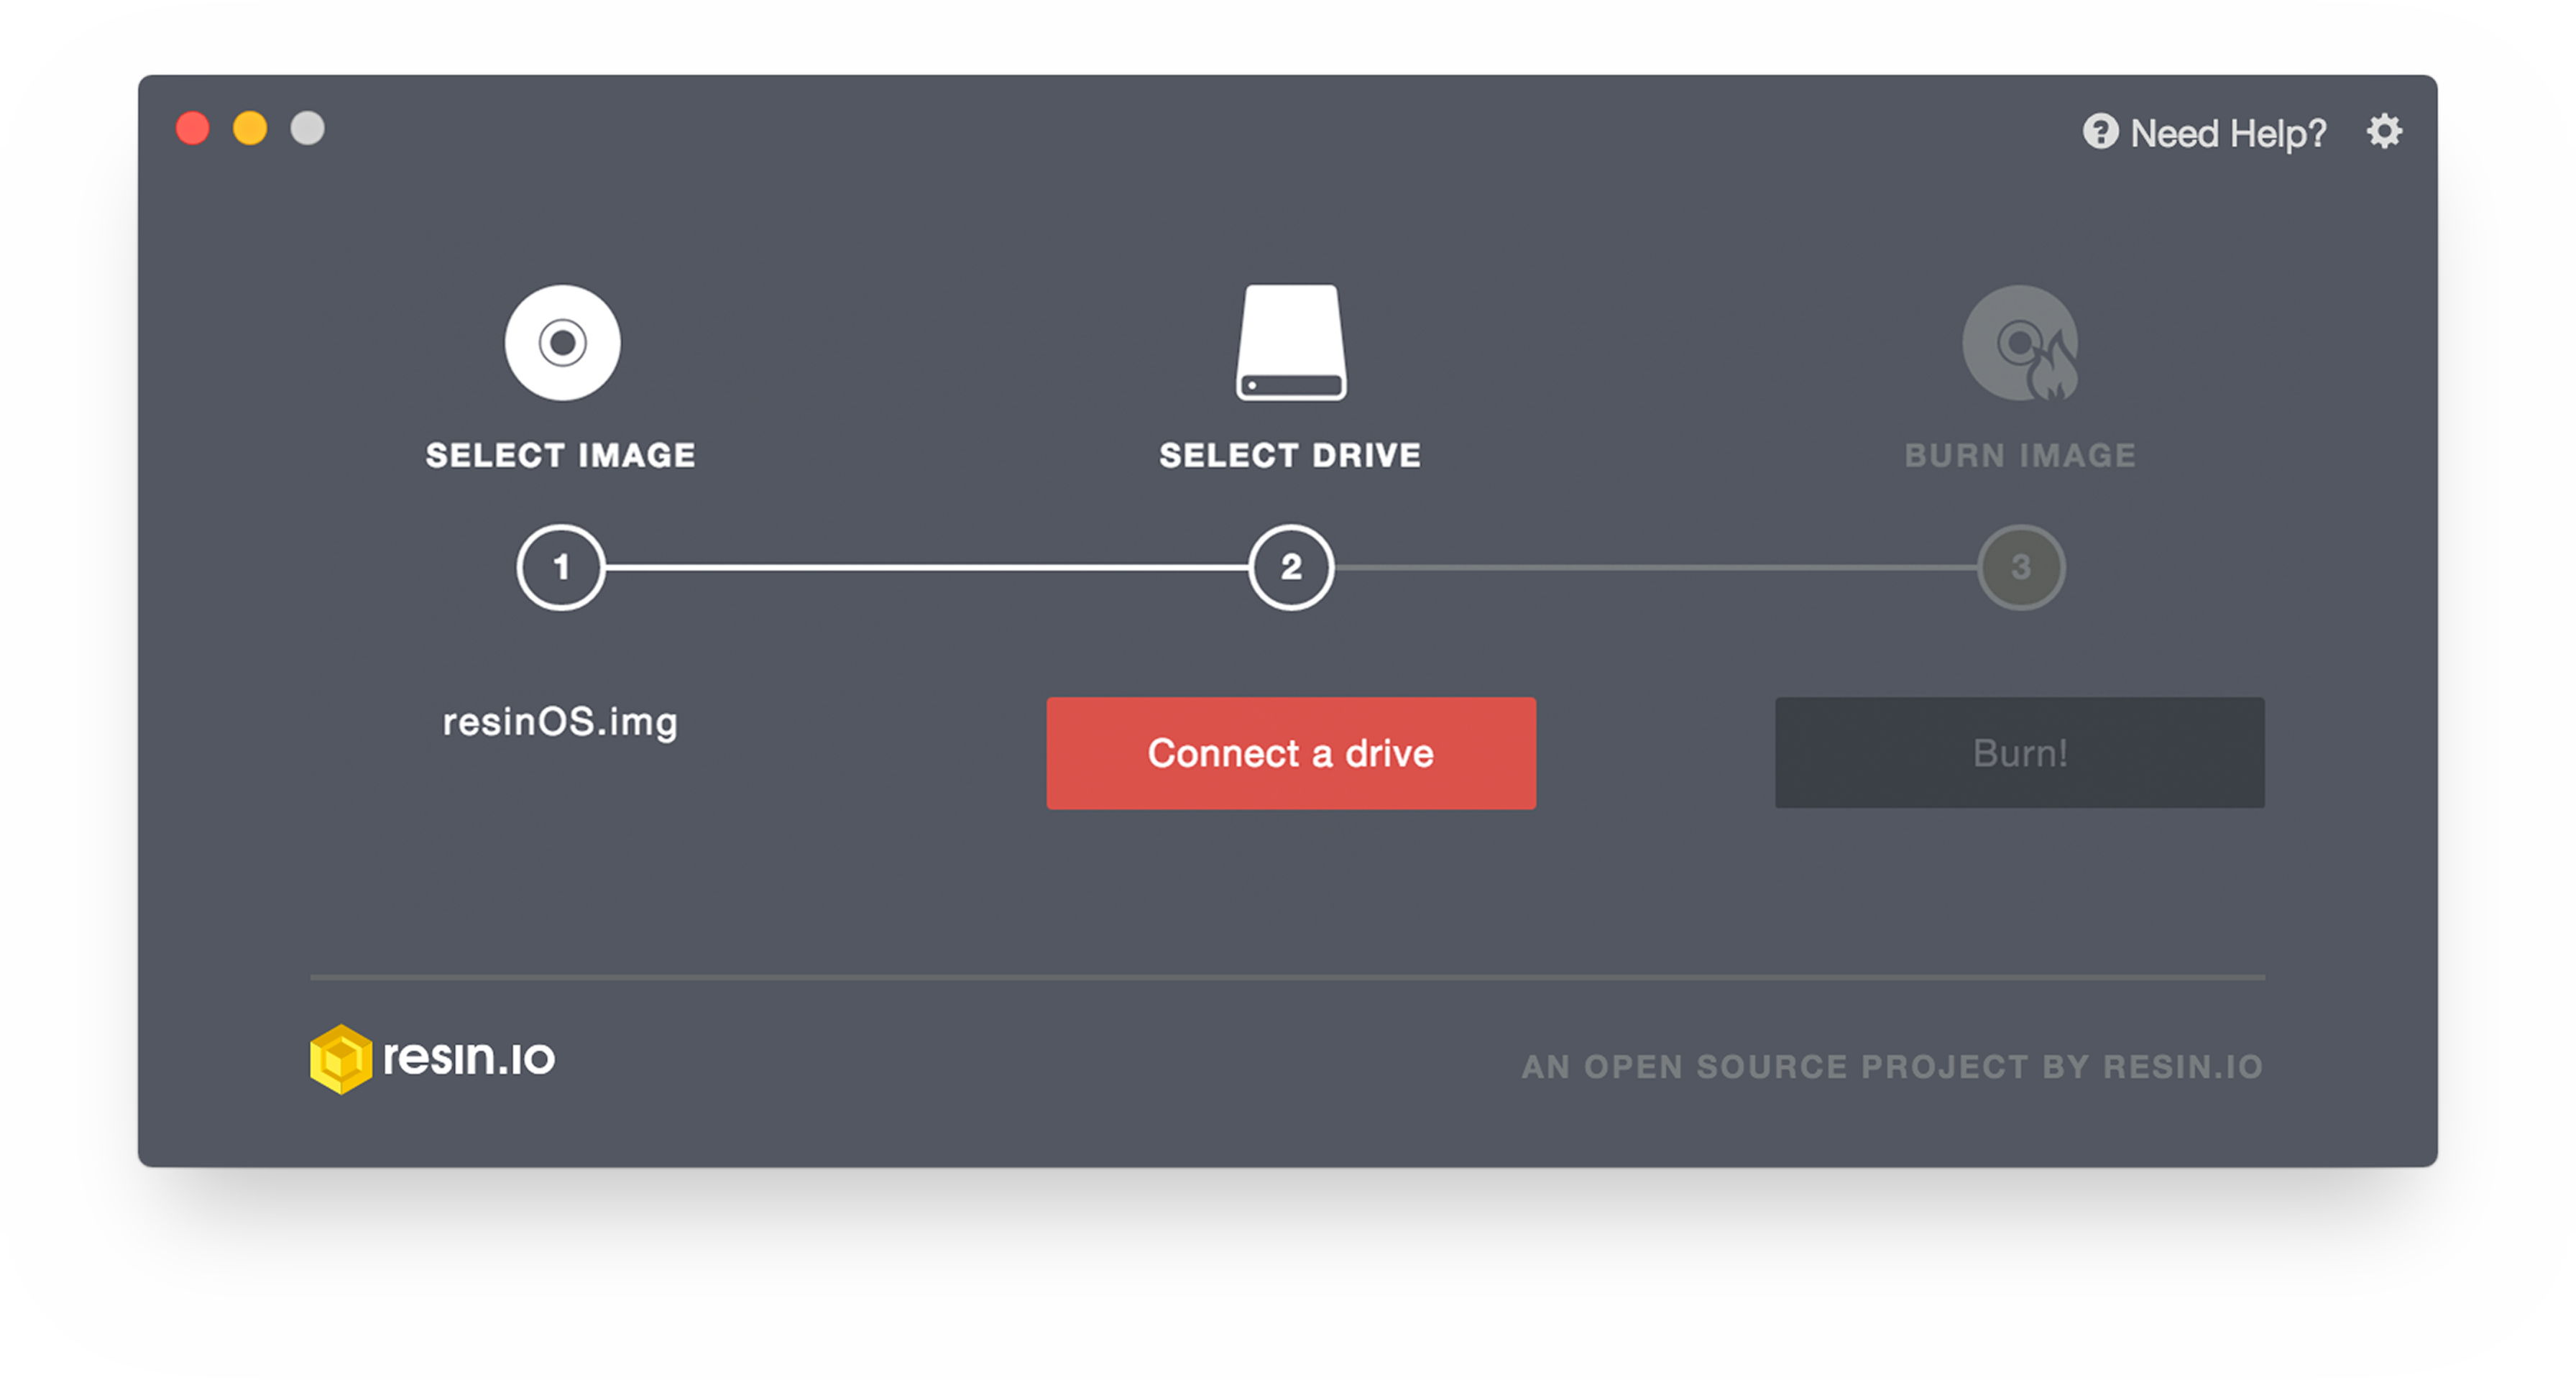 Need Help?
SELECT IMAGE
SELECT DRIVE
BURN IMAGE
1
2
3
resinOS.img
Connect a drive
Burn!
resin.io
AN OPEN SOURCE PROJECT BY RESIN.IO